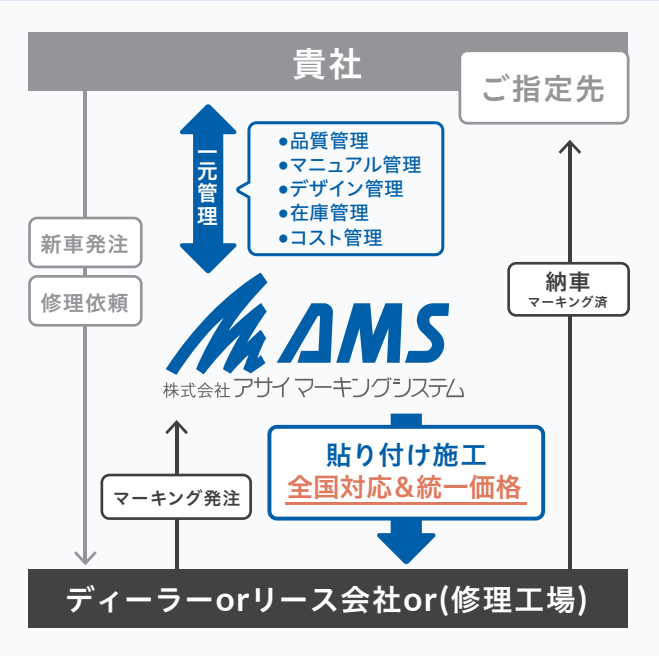 貴社
ご指定先
一元管理
●品質管理
●マニュアル管理
●デザイン管理
●在庫管理
●コスト管理
新車発注
修理依頼
納車
マーキング済
AMS
株式会社アサイマーキングシステム
貼り付け施工
全国対応&統一価格
マーキング発注
ディーラーorリース会社or(修理工場)